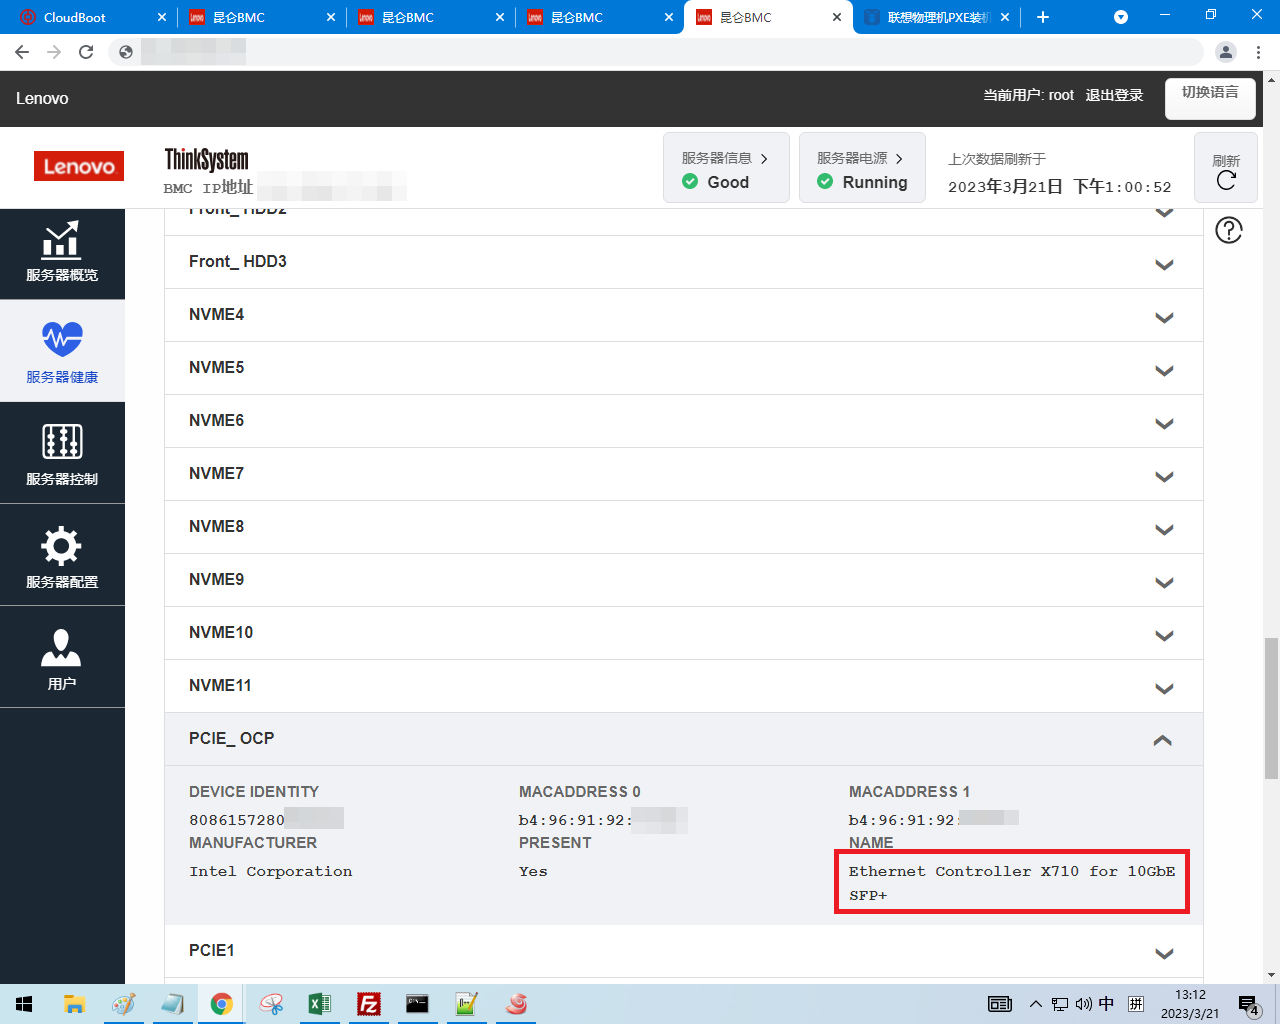 CloudBoot
昆仑BMC
昆仑BMC
昆仑BMC
昆仑BMC
联想物理机PXE装机
Lenovo
当前用户: root 退出登录
切换语言
Lenovo
ThinkSystem
BMC IP地址
服务器信息
Good
服务器电源
Running
上次数据刷新于
2023年3月21日 下午1:00:52
刷新
服务器概览
服务器健康
服务器控制
服务器配置
用户
Front_ HDD2
Front_ HDD3
NVME4
NVME5
NVME6
NVME7
NVME8
NVME9
NVME10
NVME11
PCIE_ OCP
DEVICE IDENTITY
8086157280
MACADDRESS 0
b4:96:91:92:
MACADDRESS 1
b4:96:91:92:
MANUFACTURER
Intel Corporation
PRESENT
Yes
NAME
Ethernet Controller X710 for 10GbE
SFP+
PCIE1
中
拼
13:12
2023/3/21
4